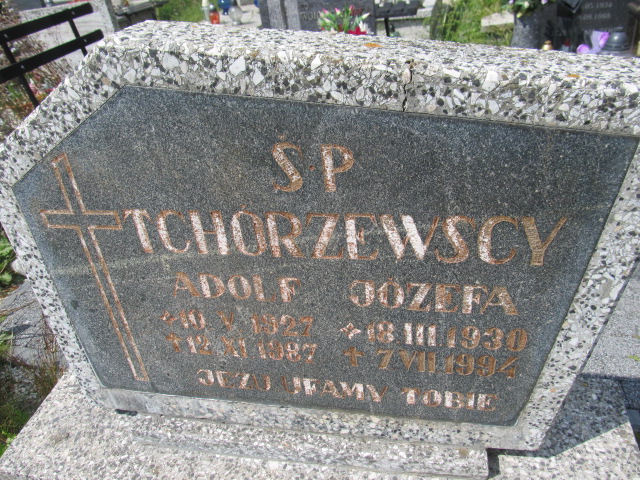 Ś.P
TCHÓRZEWSCY
ADOLF JÓZEFA
*10.V.1927 *18 III 1930
†12 XI 1987 †7 VII 1994
JEZU UFAMY TOBIE